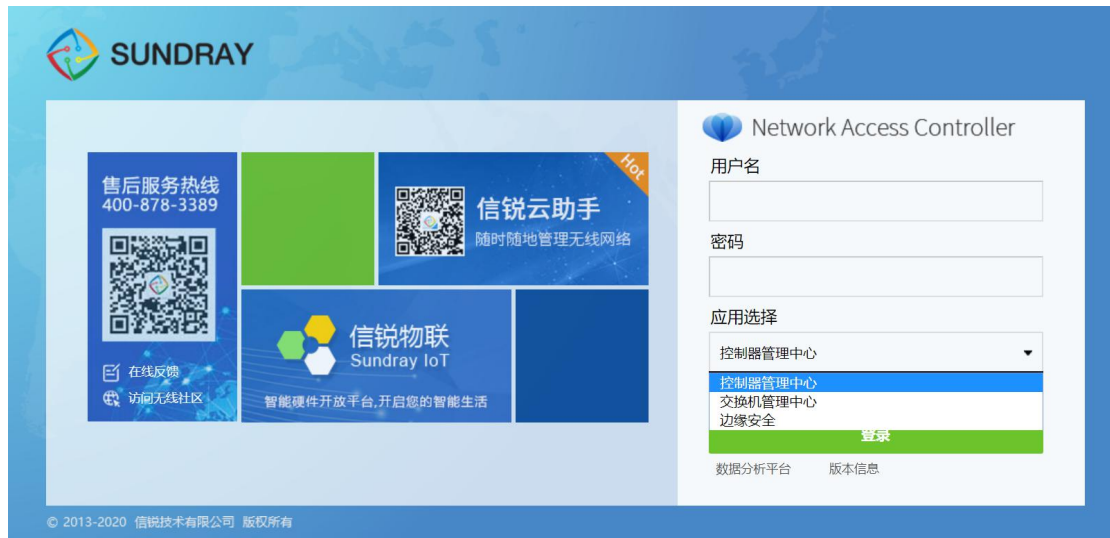 SUNDRAY
售后服务热线
400-878-3389
在线反馈
访问无线社区
Hot
信锐云助手
随时随地管理无线网络
信锐物联
Sundray IoT
智能硬件开放平台,开启您的智能生活
Network Access Controller
用户名
密码
应用选择
控制器管理中心
控制器管理中心
交换机管理中心
边缘安全
登录
数据分析平台 版本信息
© 2013-2020 信锐技术有限公司 版权所有